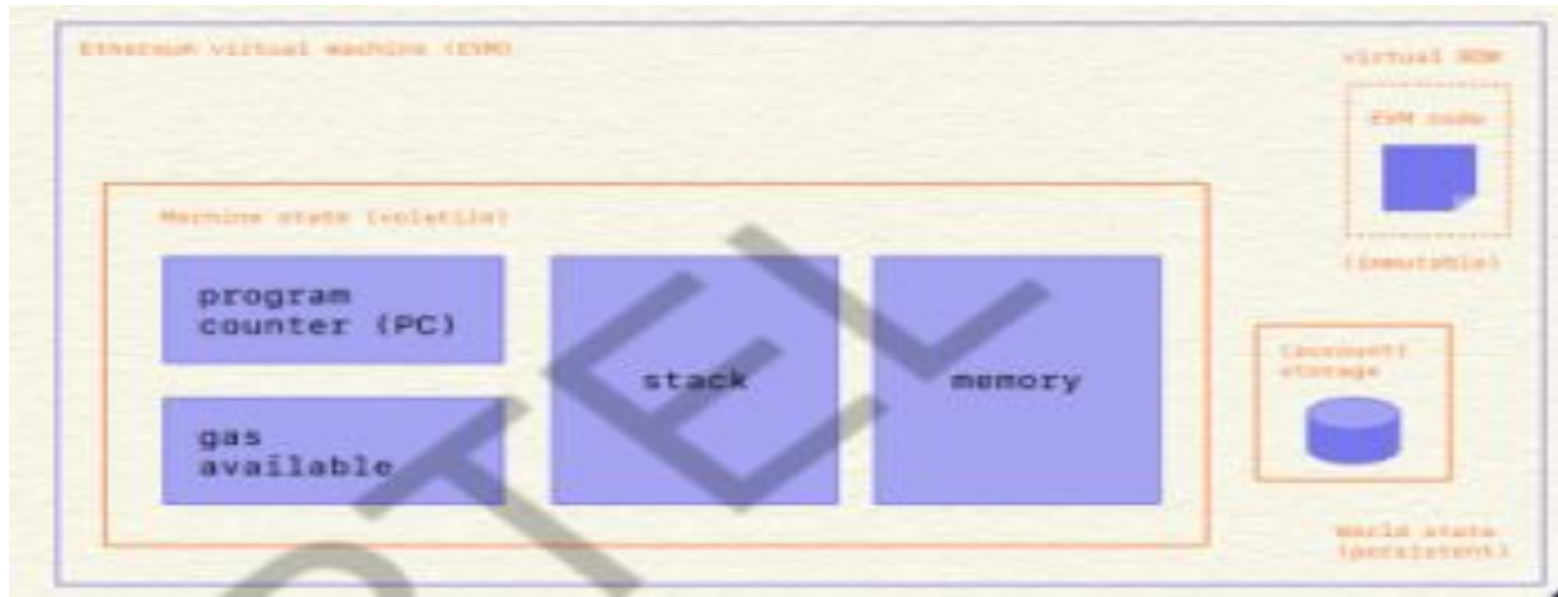 Ethereum virtual machine (EVM)
virtual ROM
EVM code
(immutable)
Machine state (volatile)
program
counter (PC)
gas
available
stack
memory
(account)
storage
World state
(persistent)
PTEL